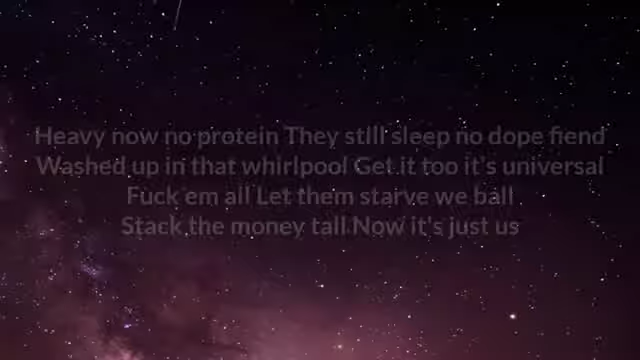 Heavy now no protein They still sleep no dope fiend
Washed up in that whirlpool Get it too it's universal
Fuck em all Let them starve we ball
Stack the money tall Now it's just us